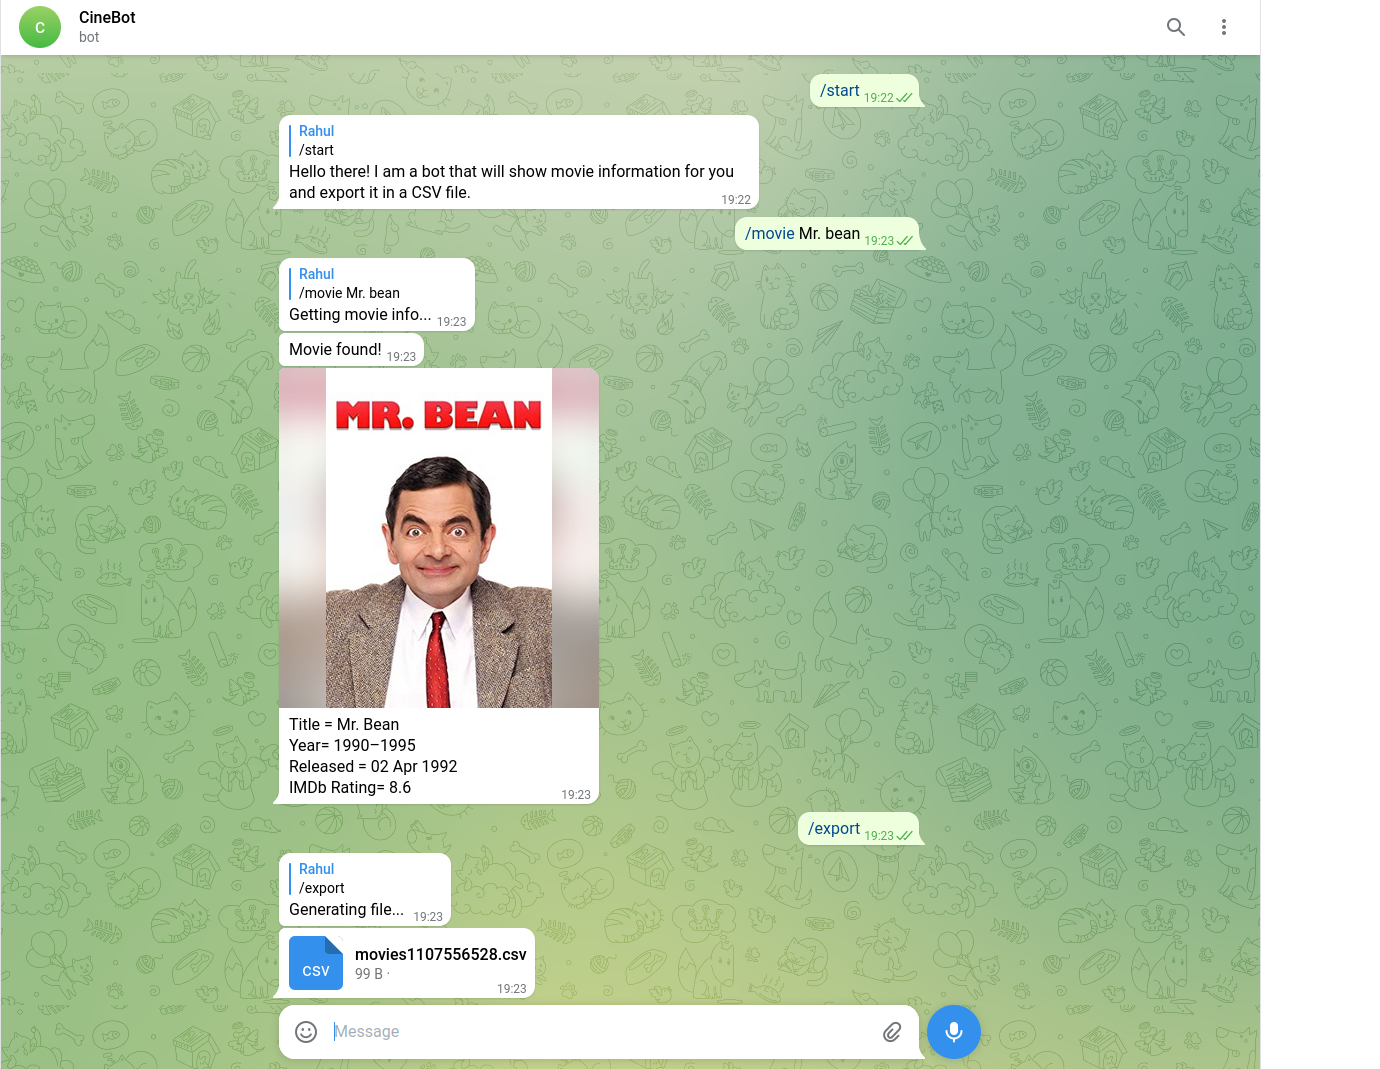 C
CineBot
bot
/start 19:22
Rahul
/start
Hello there! I am a bot that will show movie information for you
and export it in a CSV file.
19:22
/movie Mr. bean 19:23
Rahul
/movie Mr. bean
Getting movie info... 19:23
Movie found! 19:23
MR. BEAN
Title = Mr. Bean
Year= 1990–1995
Released = 02 Apr 1992
IMDb Rating= 8.6
19:23
/export 19:23
Rahul
/export
Generating file... 19:23
CSV
movies1107556528.csv
99 B ·
19:23
Message